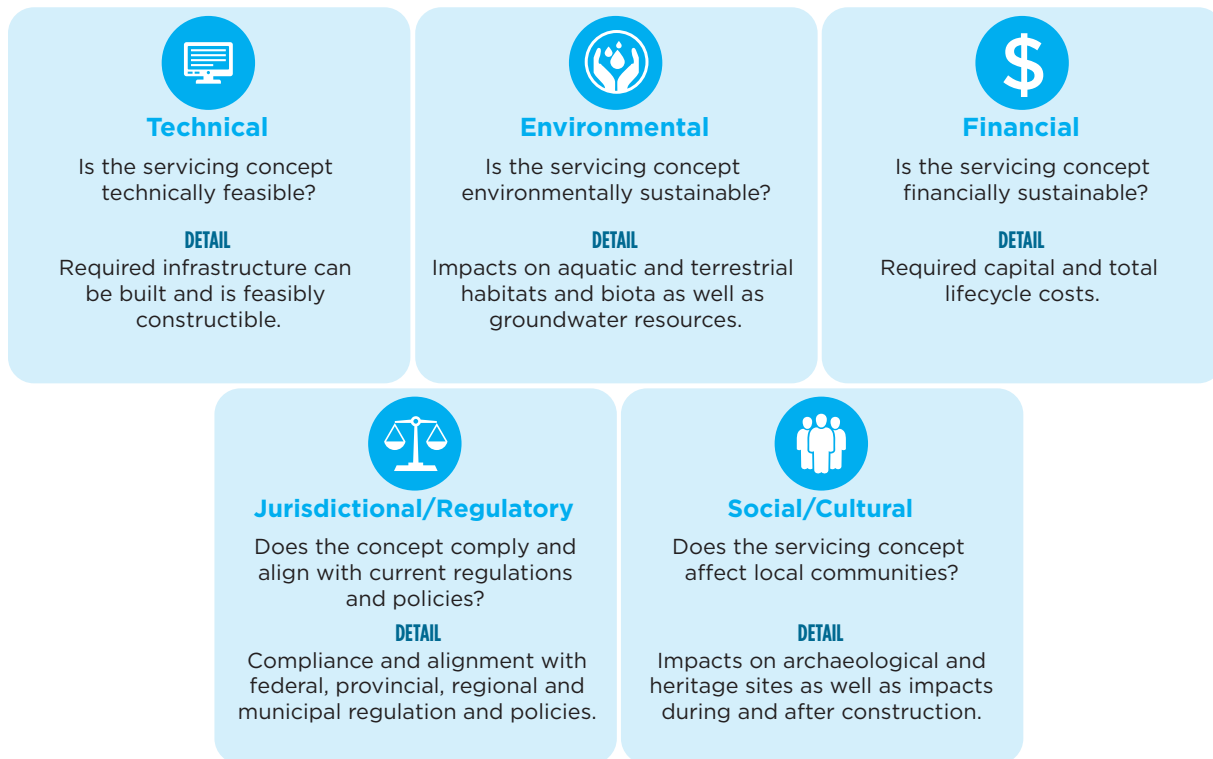 Technical
Is the servicing concept
technically feasible?
DETAIL
Required infrastructure can
be built and is feasibly
constructible.
Environmental
Is the servicing concept
environmentally sustainable?
DETAIL
Impacts on aquatic and terrestrial
habitats and biota as well as
groundwater resources.
$
Financial
Is the servicing concept
financially sustainable?
DETAIL
Required capital and total
lifecycle costs.
Jurisdictional/Regulatory
Does the concept comply and
align with current regulations
and policies?
DETAIL
Compliance and alignment with
federal, provincial, regional and
municipal regulation and policies.
Social/Cultural
Does the servicing concept
affect local communities?
DETAIL
Impacts on archaeological and
heritage sites as well as impacts
during and after construction.